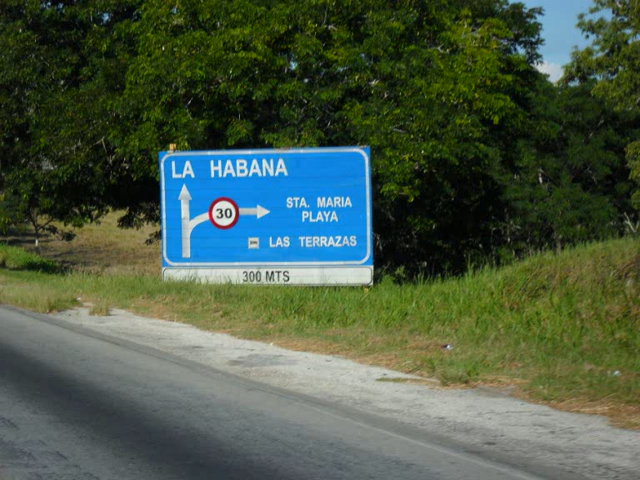 LA HABANA
30
STA. MARIA
PLAYA
LAS TERRAZAS
300 MTS